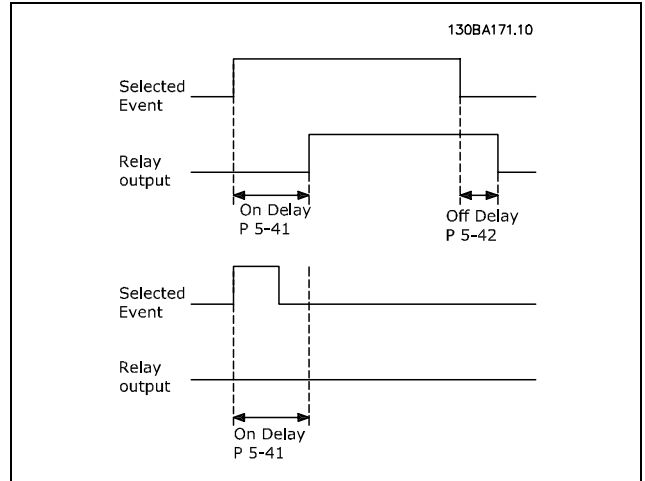 130BA171.10
Selected
Event
Relay
output
On Delay
P 5-41
Off Delay
P 5-42
Selected
Event
Relay
output
On Delay
P 5-41